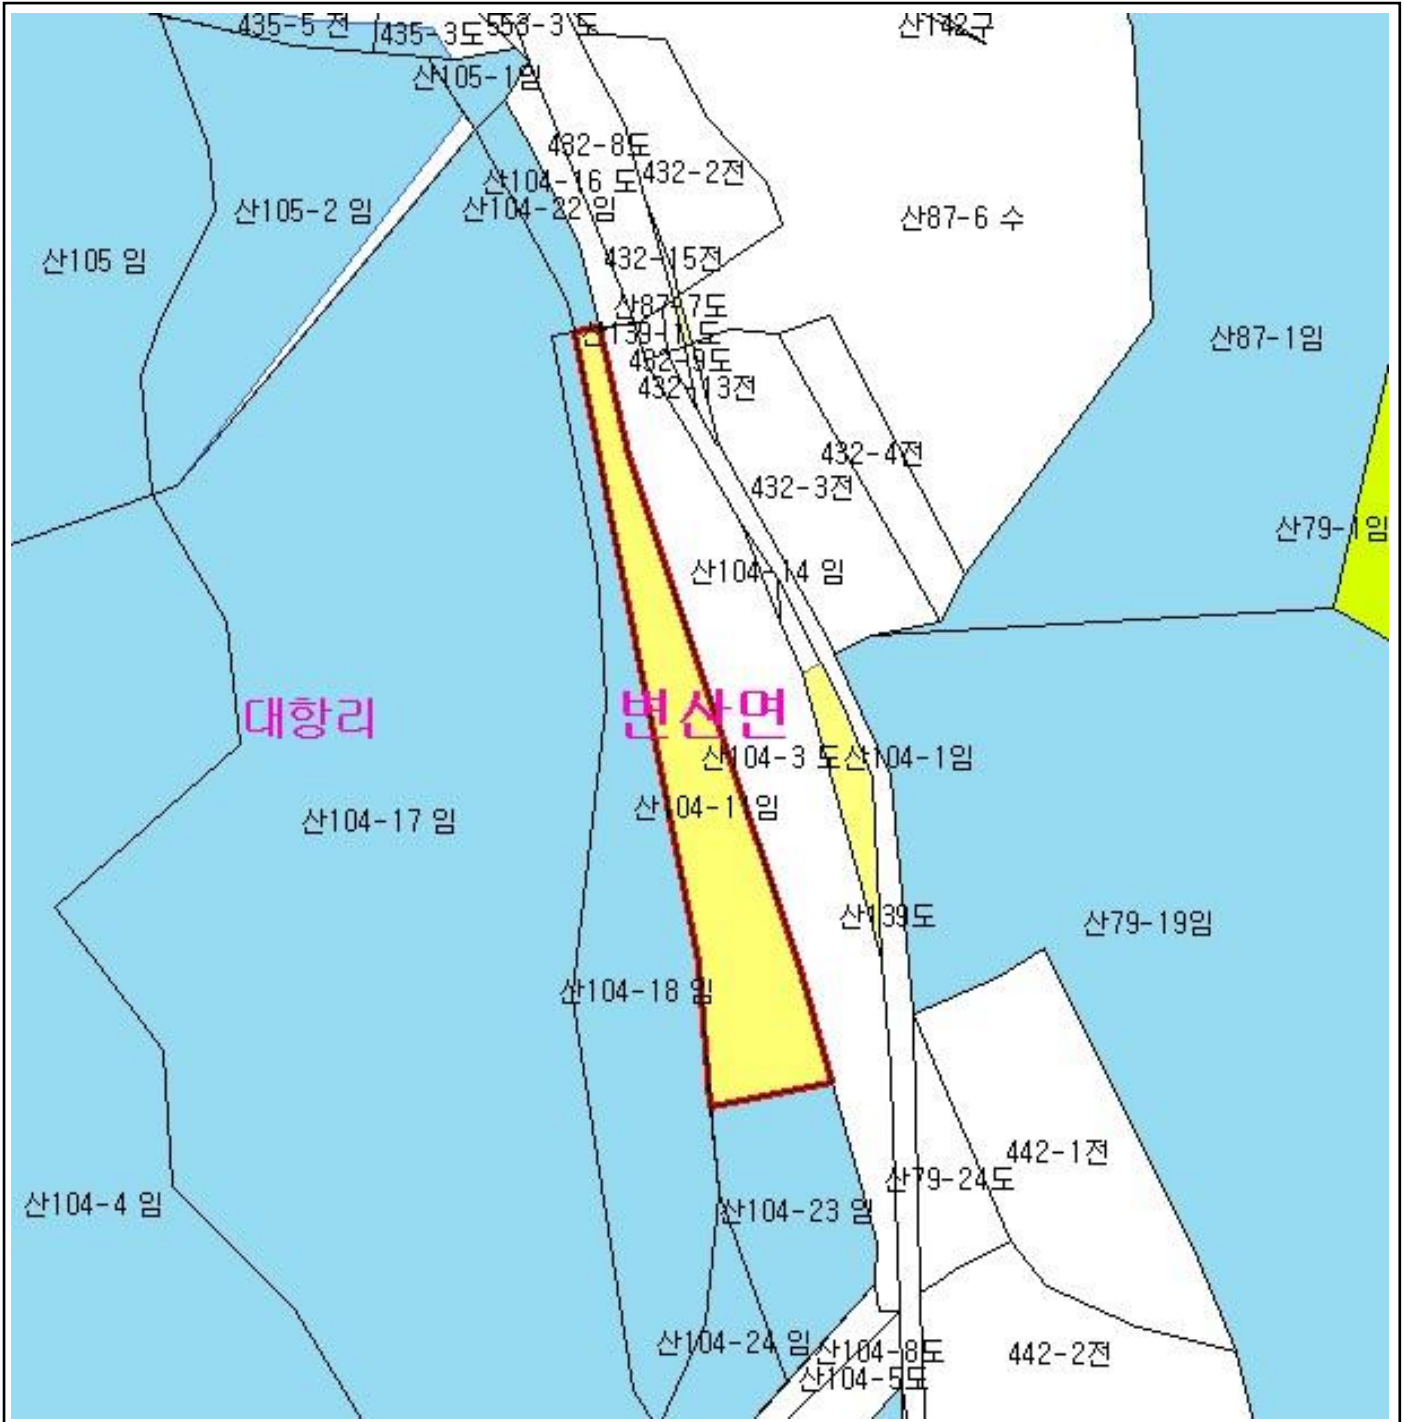 435-5 전
435-3도
553-3 도
산142구
산105-1임
432-8도
432-2전
산104-16 도
산105-2 임
산104-22 임
산87-6 수
산105 임
432-15전
산87-7도
산139-1 도
산87-1임
432-9도
432-13전
432-4전
432-3전
산79-1임
산104-14 임
대항리
변산면
산104-3 도
산104-1임
산104-11임
산104-17 임
산139도
산79-19임
산104-18 임
442-1전
산79-24도
산104-4 임
산104-23 임
산104-24 임
산104-8도
442-2전
산104-5도